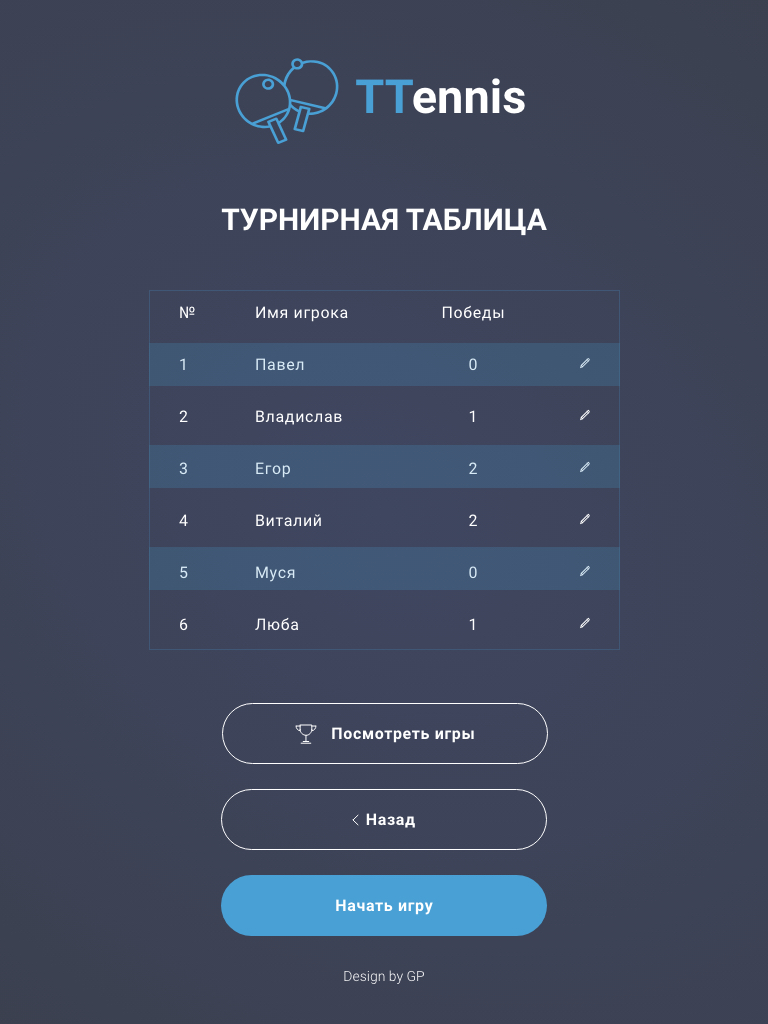 TTennis
ТУРНИРНАЯ ТАБЛИЦА
№ Имя игрока Победы
1 Павел 0
2 Владислав 1
3 Егор 2
4 Виталий 2
5 Муся 0
6 Люба 1
Посмотреть игры
Назад
Начать игру
Design by GP